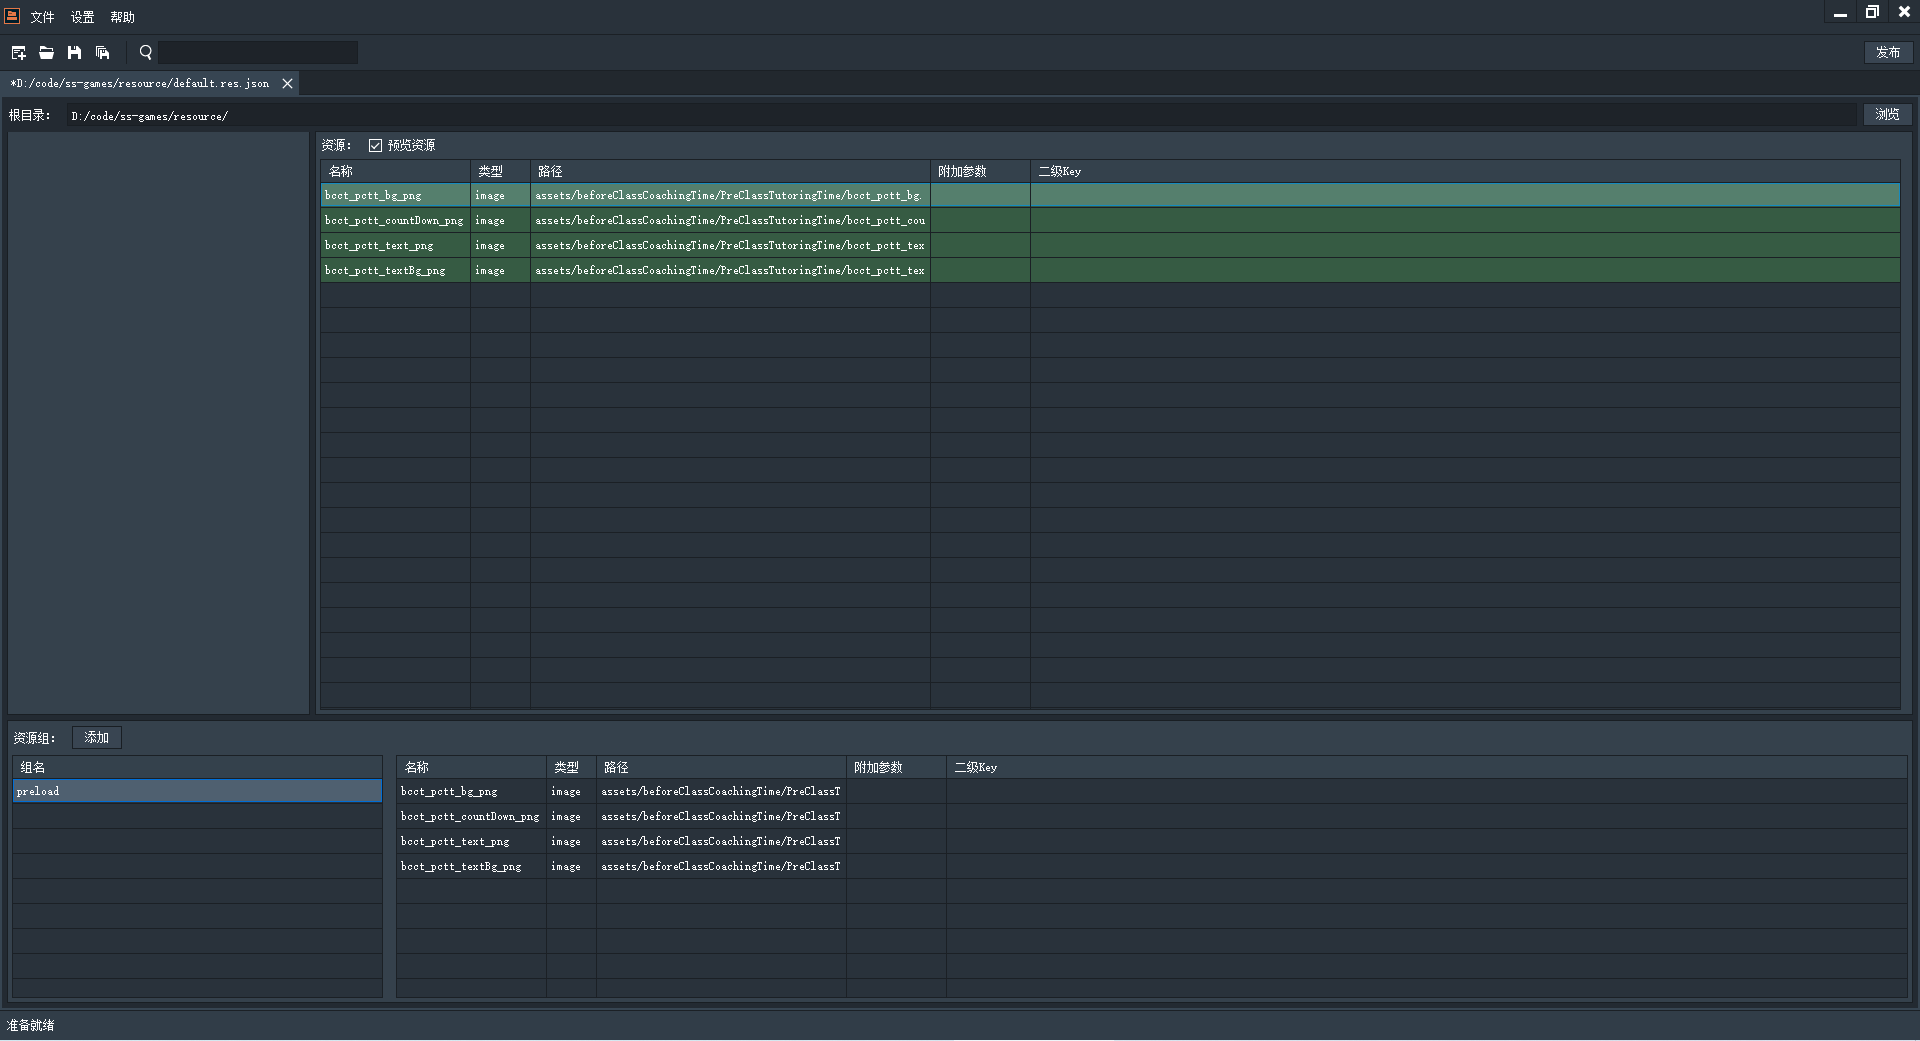 文件 设置 帮助
发布
*D:/code/ss-games/resource/default.res.json
根目录: D:/code/ss-games/resource/ 浏览
资源: 预览资源
名称 类型 路径 附加参数 二级Key
bcct_pctt_bg_png image assets/beforeClassCoachingTime/PreClassTutoringTime/bcct_pctt_bg.
bcct_pctt_countDown_png image assets/beforeClassCoachingTime/PreClassTutoringTime/bcct_pctt_cou
bcct_pctt_text_png image assets/beforeClassCoachingTime/PreClassTutoringTime/bcct_pctt_tex
bcct_pctt_textBg_png image assets/beforeClassCoachingTime/PreClassTutoringTime/bcct_pctt_tex
资源组: 添加
组名
preload
名称 类型 路径 附加参数 二级Key
bcct_pctt_bg_png image assets/beforeClassCoachingTime/PreClassT
bcct_pctt_countDown_png image assets/beforeClassCoachingTime/PreClassT
bcct_pctt_text_png image assets/beforeClassCoachingTime/PreClassT
bcct_pctt_textBg_png image assets/beforeClassCoachingTime/PreClassT
准备就绪